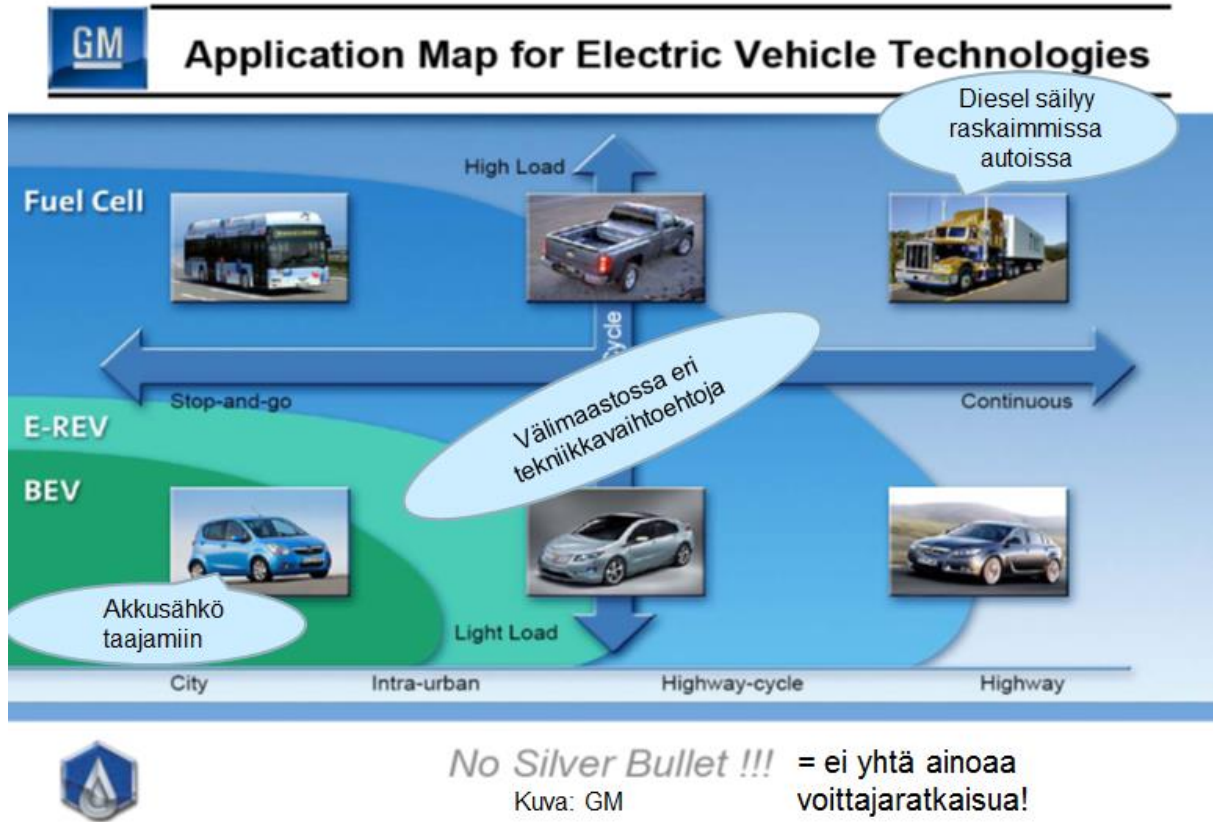 GM
Application Map for Electric Vehicle Technologies
Diesel säilyy
raskaimmissa
autoissa
High Load
Fuel Cell
Cycle
Stop-and-go
Continuous
Välimaastossa eri
tekniikkavaihtoehtoja
E-REV
BEV
Akkusähkö
taajamiin
Light Load
City
Intra-urban
Highway-cycle
Highway
No Silver Bullet !!!
= ei yhtä ainoaa
Kuva: GM
voittajaratkaisua!